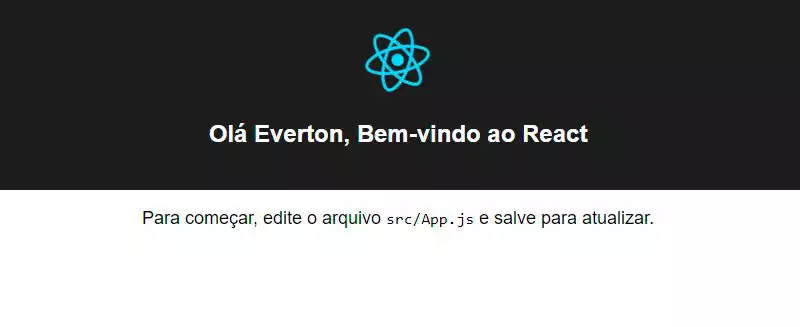 Olá Everton, Bem-vindo ao React
Para começar, edite o arquivo src/App.js e salve para atualizar.